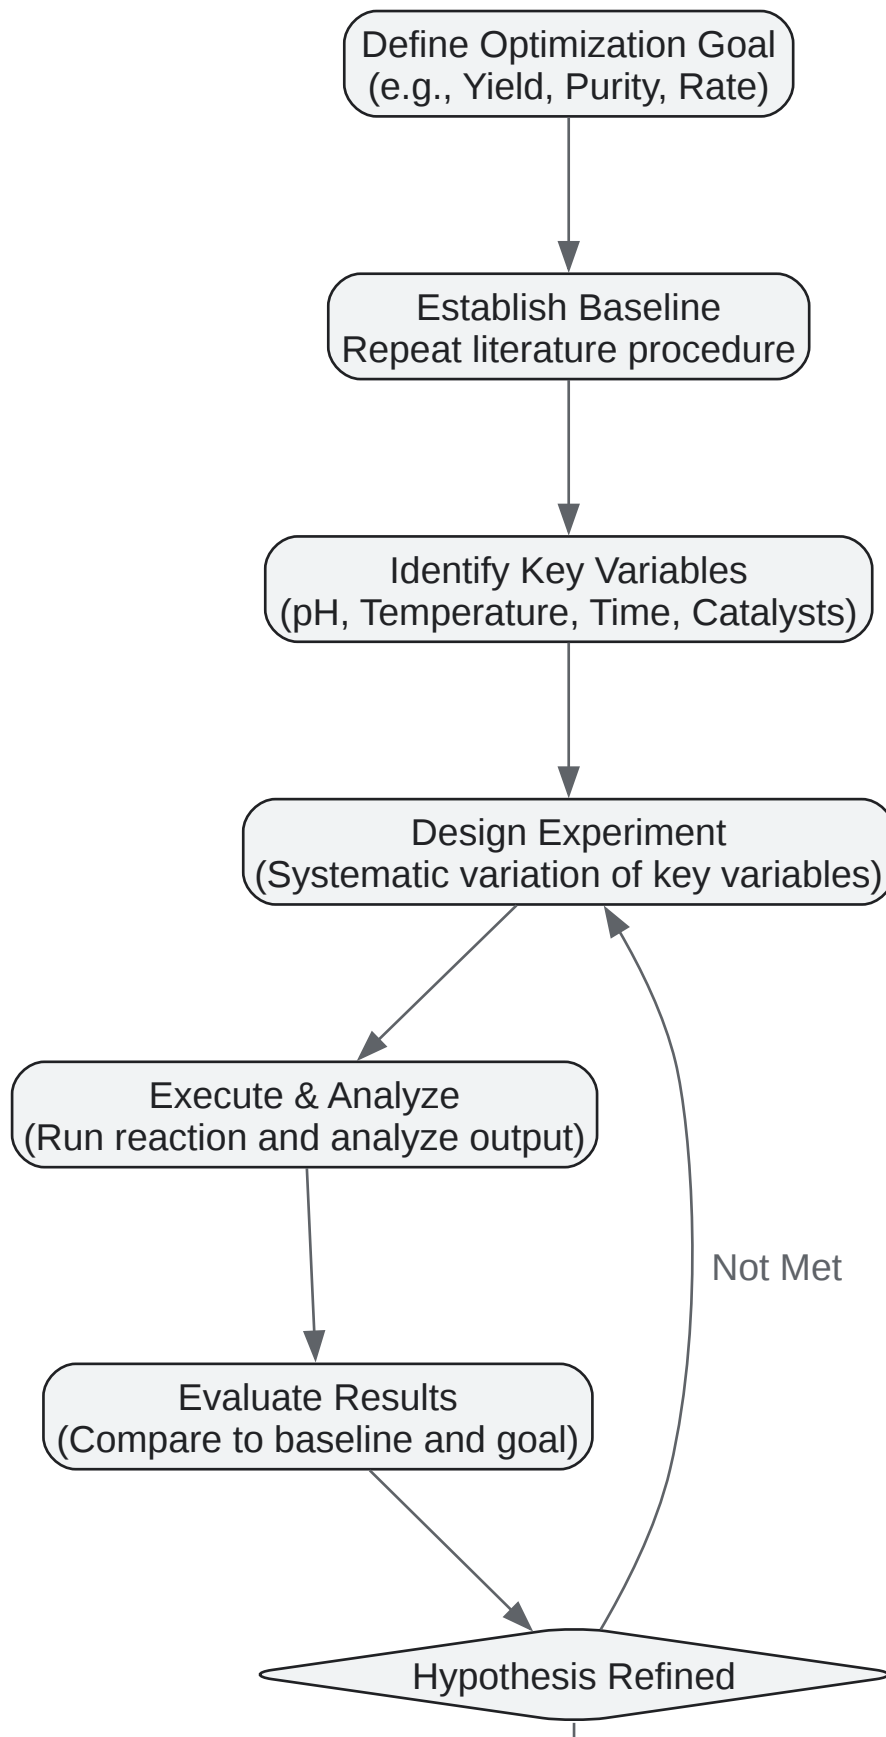 Define Optimization Goal
(e.g., Yield, Purity, Rate)
Establish Baseline
Repeat literature procedure
Identify Key Variables
(pH, Temperature, Time, Catalysts)
Design Experiment
(Systematic variation of key variables)
Execute & Analyze
(Run reaction and analyze output)
Not Met
Evaluate Results
(Compare to baseline and goal)
Hypothesis Refined